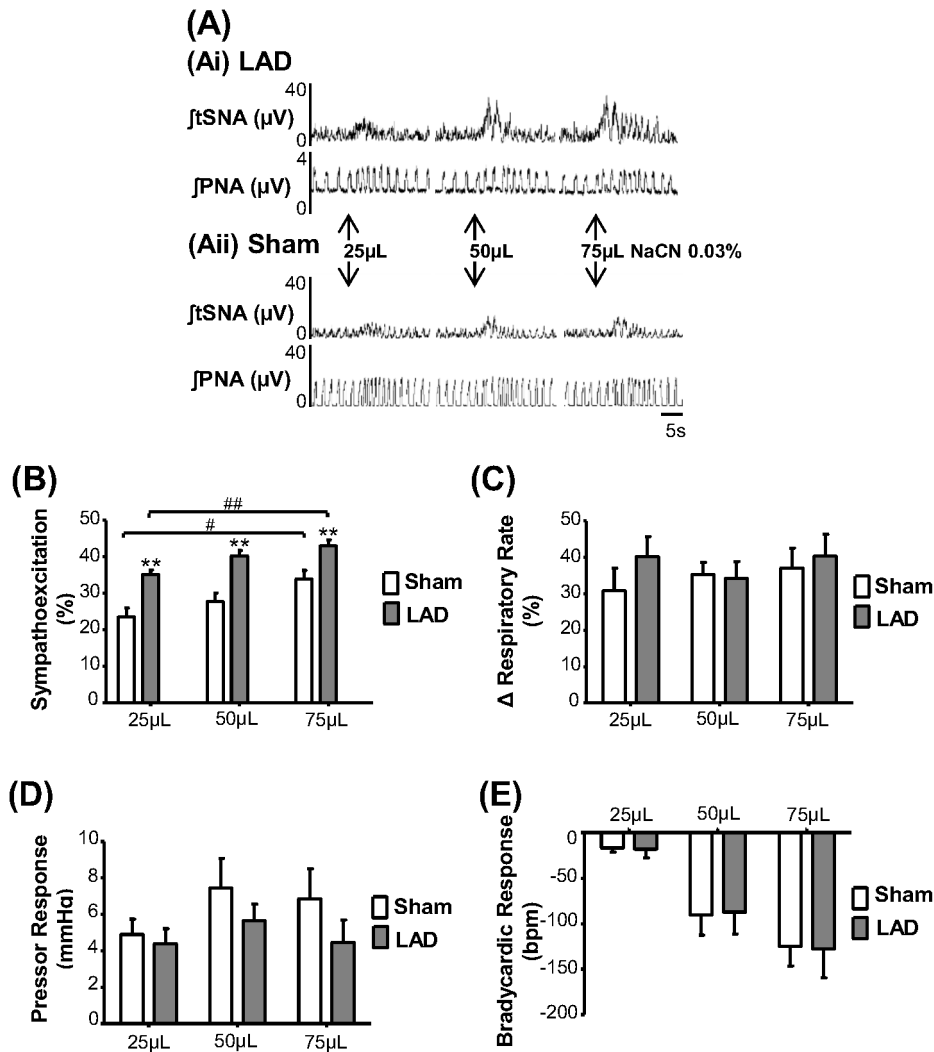 (A)
(Ai) LAD
40
∫tSNA (µV)
0
4
∫PNA (µV)
0
(Aii) Sham
25µL
50µL
75µL NaCN 0.03%
40
∫tSNA (µV)
0
40
∫PNA (µV)
0
5s
(B)
##
#
50
40
30
20
10
0
**
**
**
Sympathoexcitation
(%)
Sham
LAD
25µL
50µL
75µL
(C)
50
40
30
20
10
0
Δ Respiratory Rate
(%)
Sham
LAD
25µL
50µL
75µL
(D)
10
8
6
4
2
0
Pressor Response
(mmHɑ)
Sham
LAD
25µL
50µL
75µL
(E)
25µL
50µL
75µL
0
-50
-100
-150
-200
Bradycardic Response
(bpm)
Sham
LAD